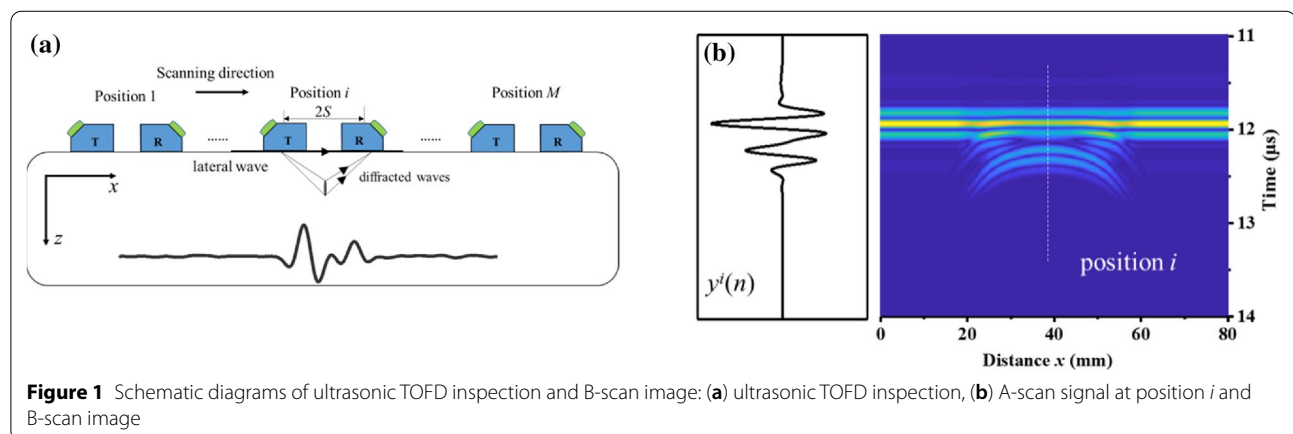 (a)
Scanning direction
Position 1
Position i
Position M
2S
T
R
......
T
R
......
T
R
lateral wave
diffracted waves
x
z
(b)
yⁱ(n)
11
12
13
14
Time (μs)
position i
0
20
40
60
80
Distance x (mm)
Figure 1 Schematic diagrams of ultrasonic TOFD inspection and B-scan image: (a) ultrasonic TOFD inspection, (b) A-scan signal at position i and
B-scan image